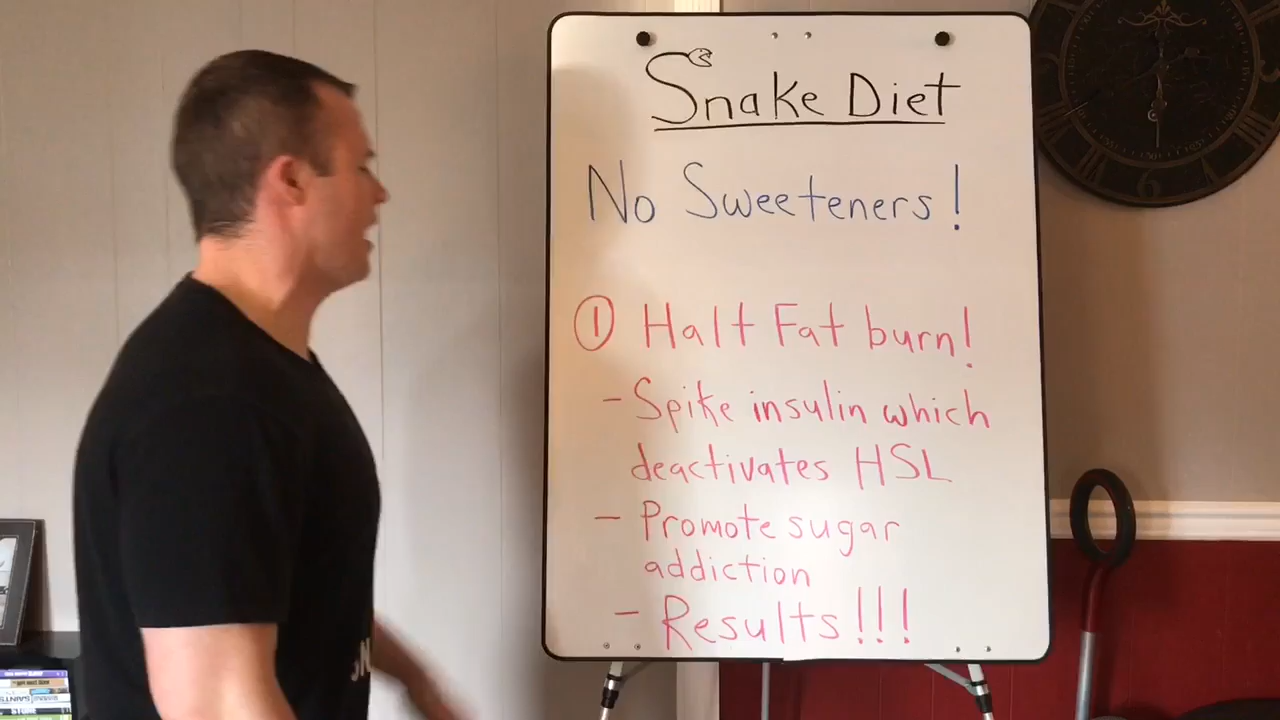 Snake Diet
No Sweeteners!
① Halt Fat burn!
- Spike insulin which
deactivates HSL
- Promote sugar
addiction
- Results!!!